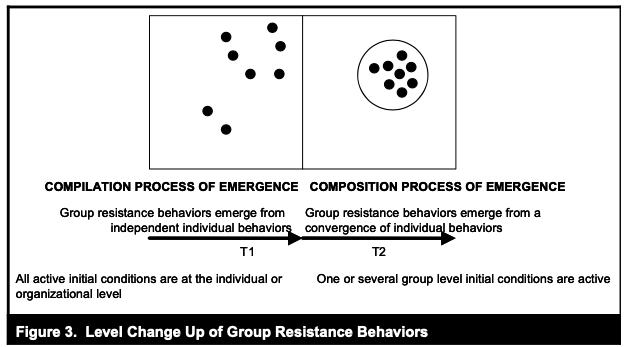 COMPILATION PROCESS OF EMERGENCE
COMPOSITION PROCESS OF EMERGENCE
Group resistance behaviors emerge from
independent individual behaviors
Group resistance behaviors emerge from a
convergence of individual behaviors
T1
T2
All active initial conditions are at the individual or
organizational level
One or several group level initial conditions are active
Figure 3. Level Change Up of Group Resistance Behaviors